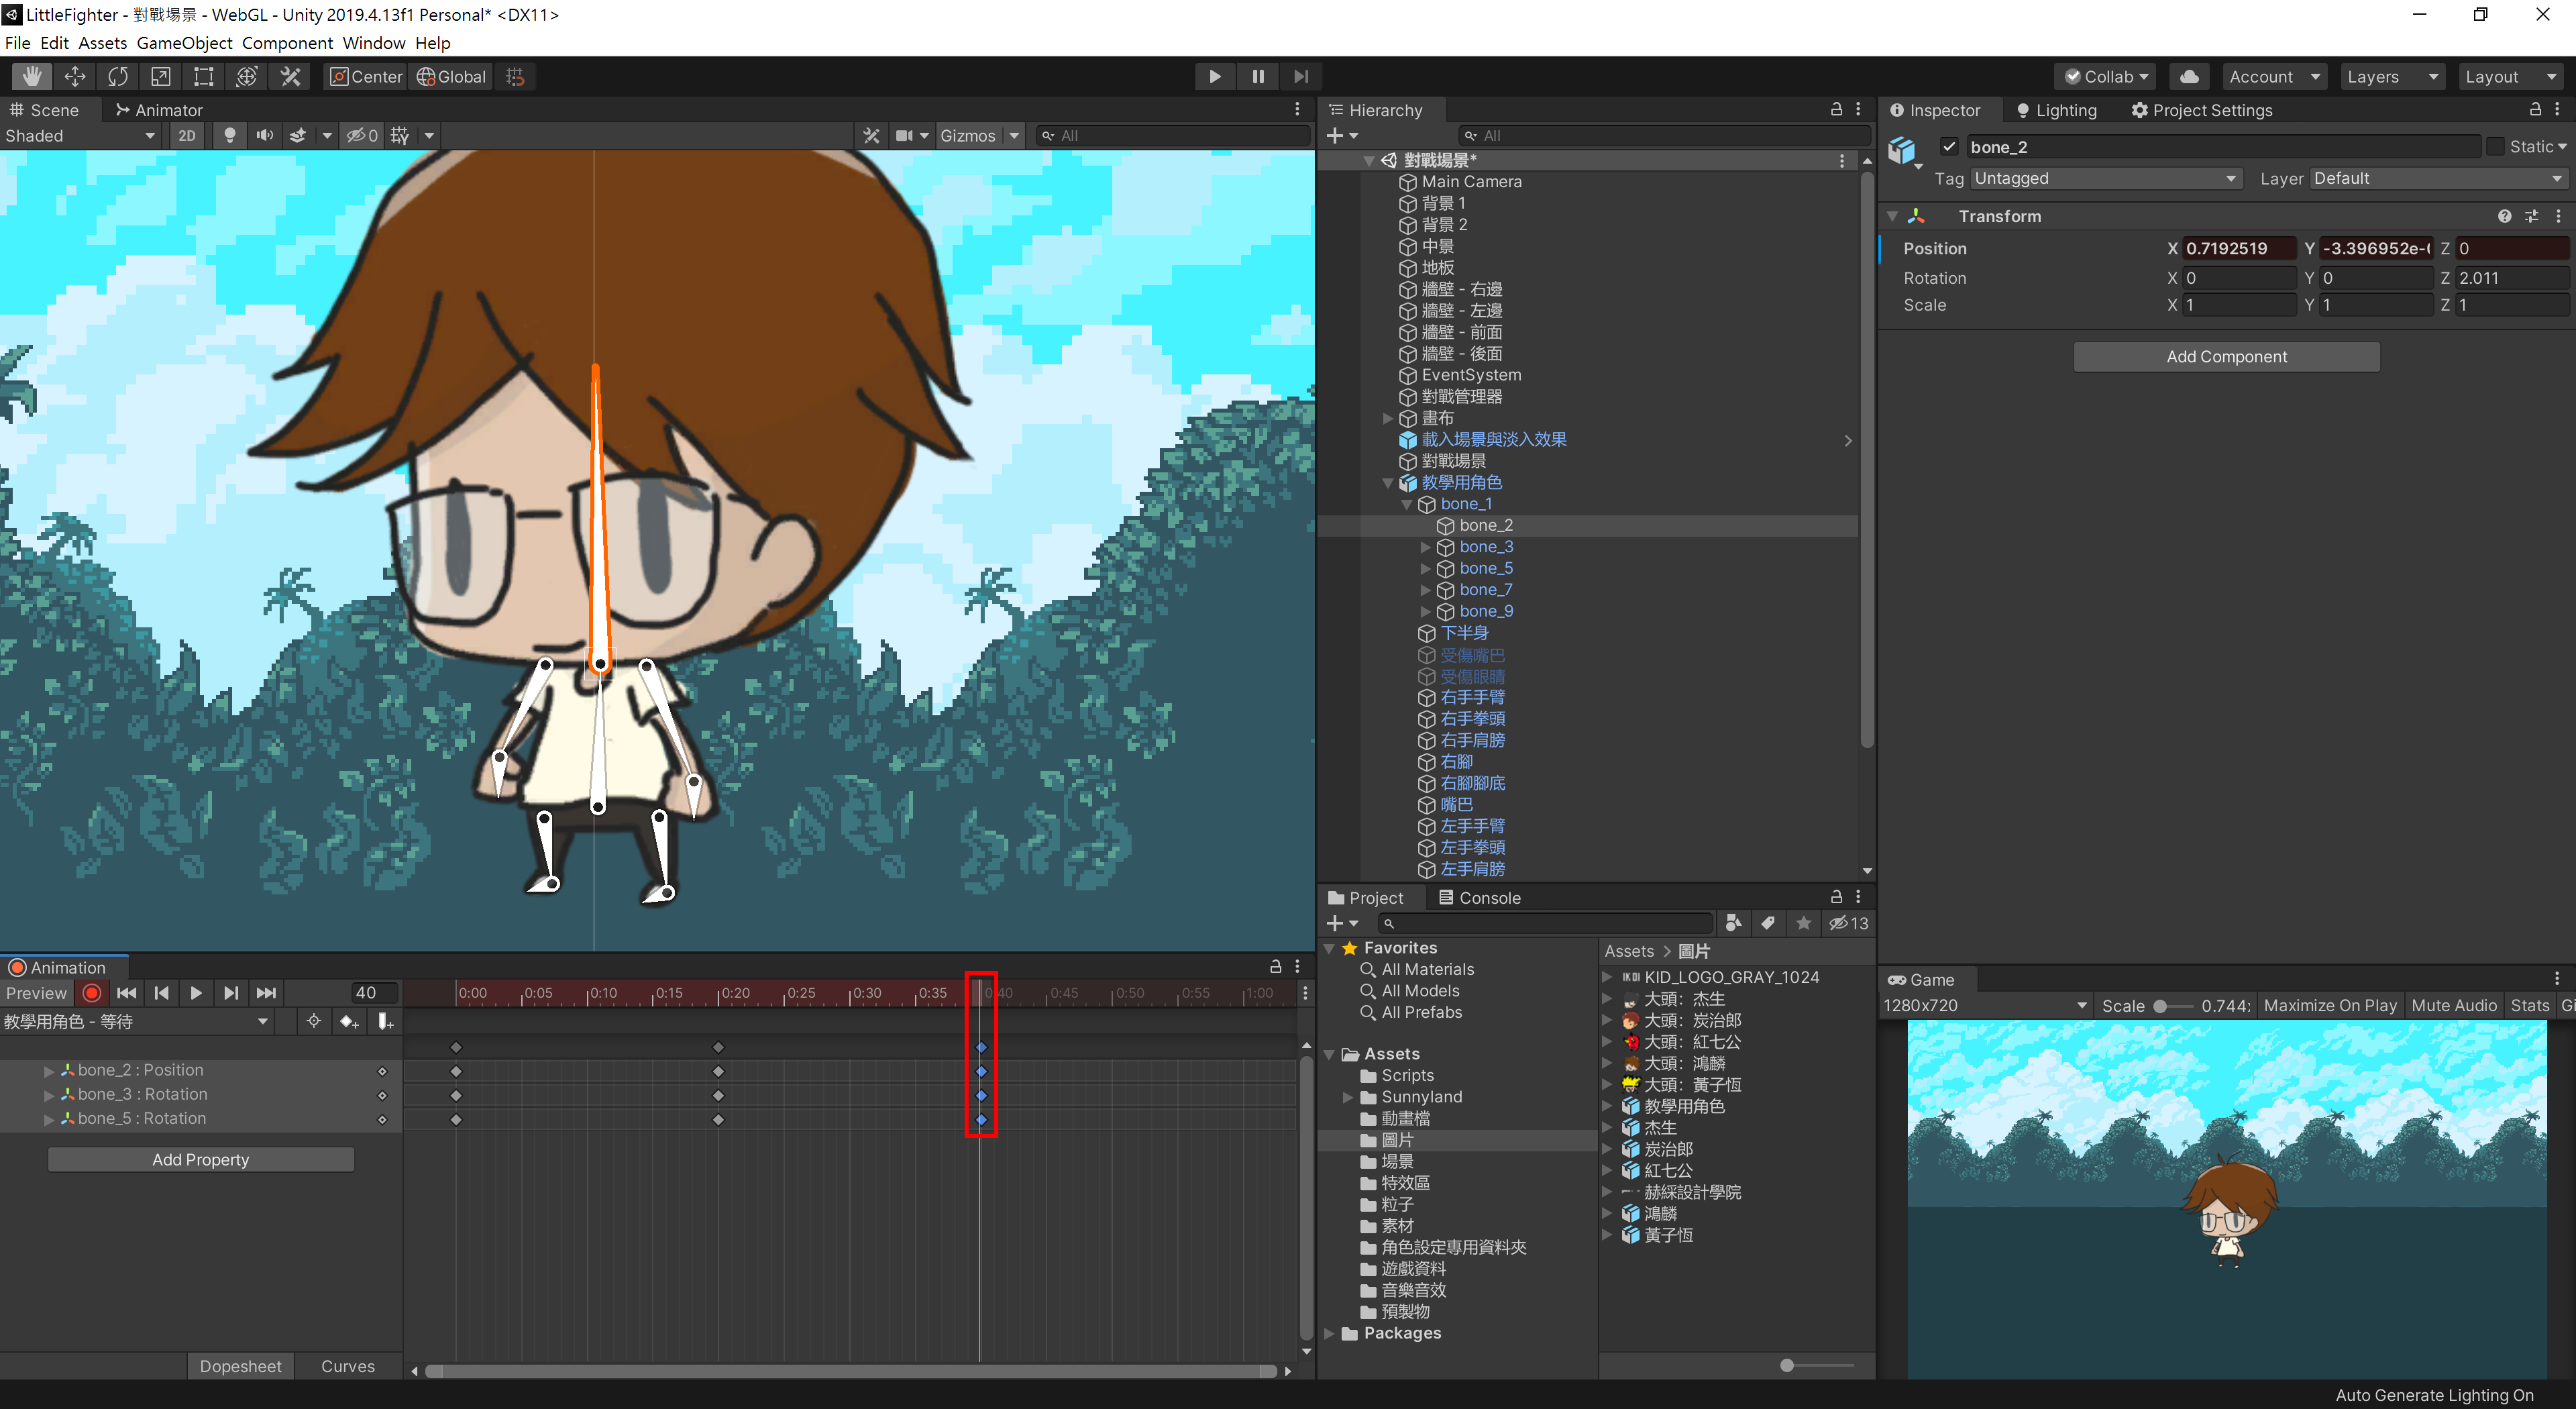 LittleFighter - 對戰場景 - WebGL - Unity 2019.4.13f1 Personal* <DX11>
File Edit Assets GameObject Component Window Help
Center Global
Collab Account Layers Layout
Scene Animator
Shaded 2D 0 Gizmos All
Hierarchy
All
對戰場景*
Main Camera
背景 1
背景 2
中景
地板
牆壁 - 右邊
牆壁 - 左邊
牆壁 - 前面
牆壁 - 後面
EventSystem
對戰管理器
畫布
載入場景與淡入效果
對戰場景
教學用角色
bone_1
bone_2
bone_3
bone_5
bone_7
bone_9
下半身
受傷嘴巴
受傷眼睛
右手手臂
右手拳頭
右手肩膀
右腳
右腳腳底
嘴巴
左手手臂
左手拳頭
左手肩膀
Inspector Lighting Project Settings
bone_2 Static
Tag Untagged Layer Default
Transform
Position X 0.7192519 Y -3.396952e-( Z 0
Rotation X 0 Y 0 Z 2.011
Scale X 1 Y 1 Z 1
Add Component
Animation
Preview 40 0:00 0:05 0:10 0:15 0:20 0:25 0:30 0:35 0:40 0:45 0:50 0:55 1:00
教學用角色 - 等待
bone_2 : Position
bone_3 : Rotation
bone_5 : Rotation
Add Property
Dopesheet Curves
Project Console
13
Favorites
All Materials
All Models
All Prefabs
Assets
Scripts
Sunnyland
動畫檔
圖片
場景
特效區
粒子
素材
角色設定專用資料夾
遊戲資料
音樂音效
預製物
Packages
Assets > 圖片
KID_LOGO_GRAY_1024
大頭：杰生
大頭：炭治郎
大頭：紅七公
大頭：鴻麟
大頭：黃子恆
教學用角色
杰生
炭治郎
紅七公
赫綵設計學院
鴻麟
黃子恆
Game
1280x720 Scale 0.744: Maximize On Play Mute Audio Stats Gi
Auto Generate Lighting On